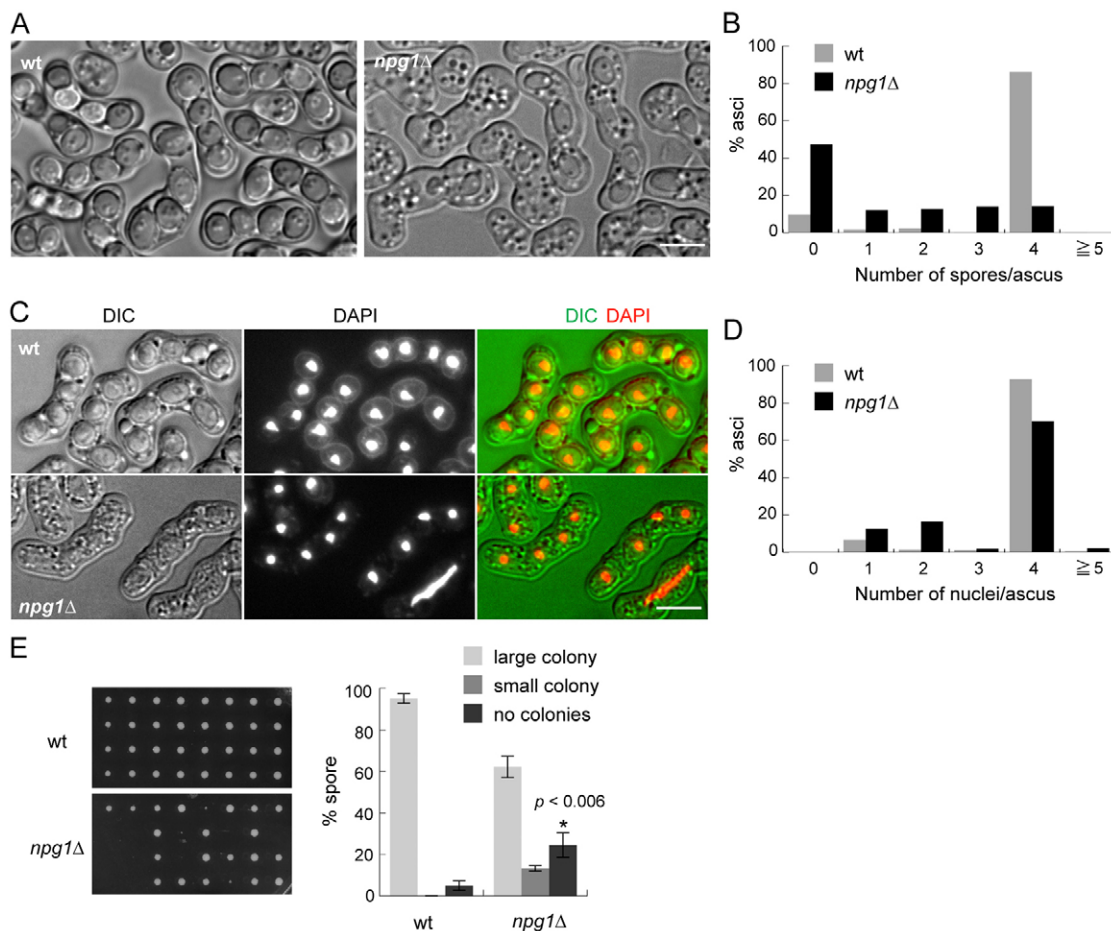 A
wt
npg1Δ
B
100
80
60
40
20
0
% asci
wt
npg1Δ
0 1 2 3 4 ≧ 5
Number of spores/ascus
C
DIC DAPI DIC DAPI
wt
npg1Δ
D
100
80
60
40
20
0
% asci
wt
npg1Δ
0 1 2 3 4 ≧ 5
Number of nuclei/ascus
E
wt
npg1Δ
large colony
small colony
no colonies
100
80
60
40
20
0
% spore
p < 0.006
*
wt npg1Δ